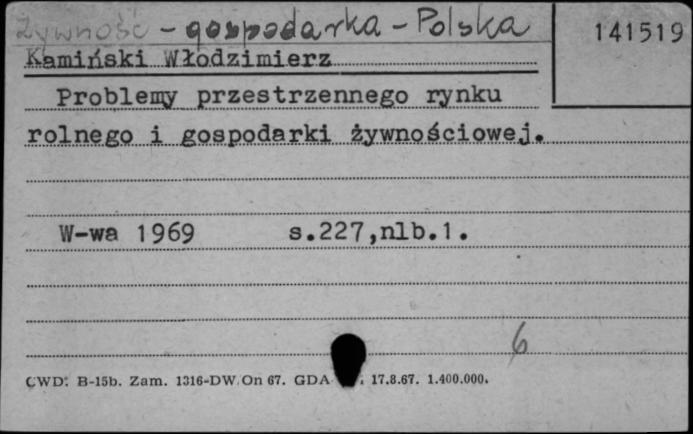 Żywność - gospodarka - Polska
141519
Kamiński Włodzimierz
Problemy przestrzennego rynku
rolnego i gospodarki żywnościowej.
W-wa 1969 s.227,nlb.1.
6
CWD: B-15b. Zam. 1316-DW On 67. GDA 17.8.67. 1.400.000.